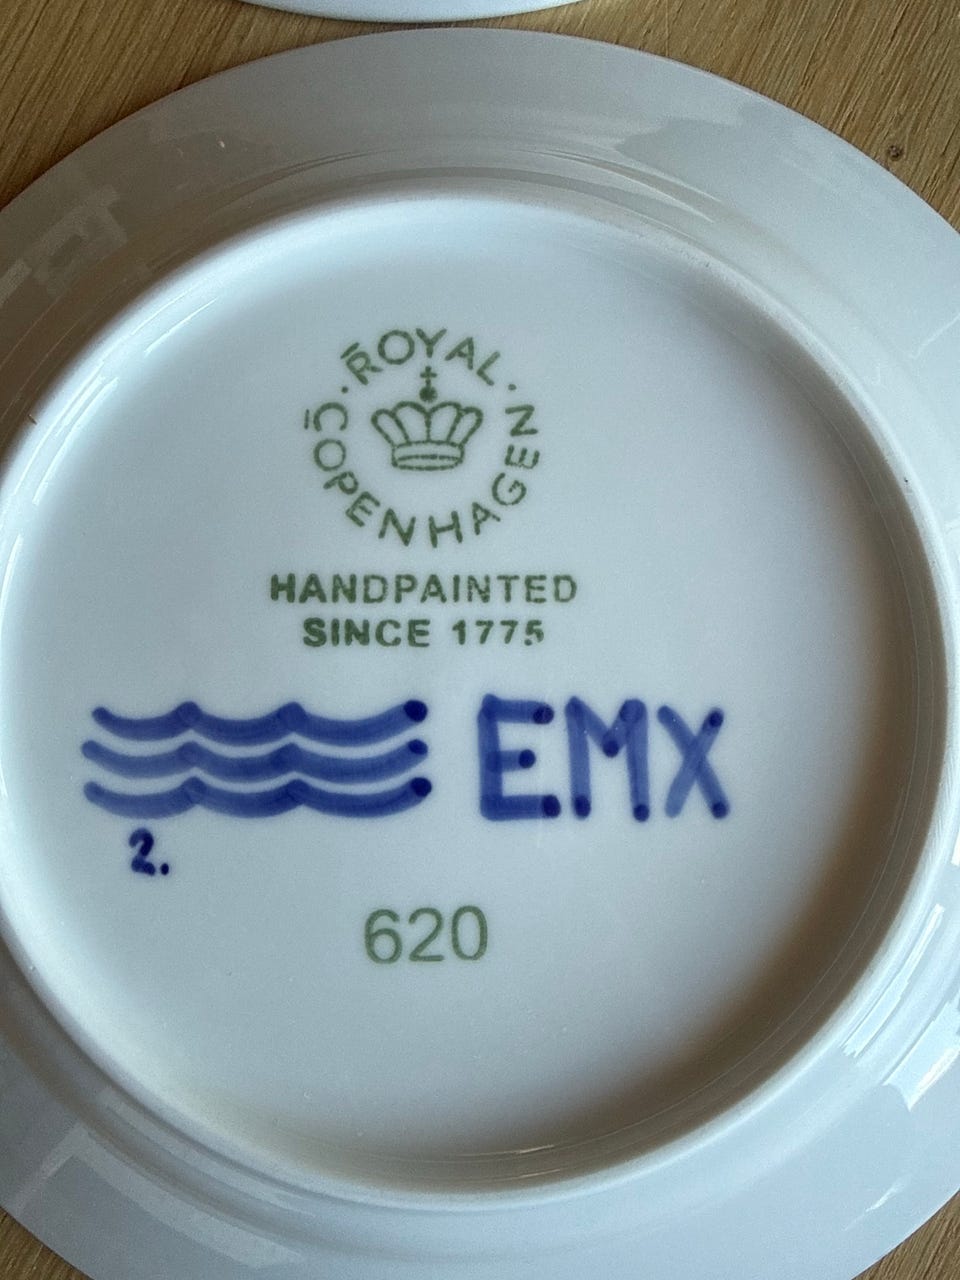 ROYAL
COPENHAGEN
HANDPAINTED
SINCE 1775
EMX
2.
620